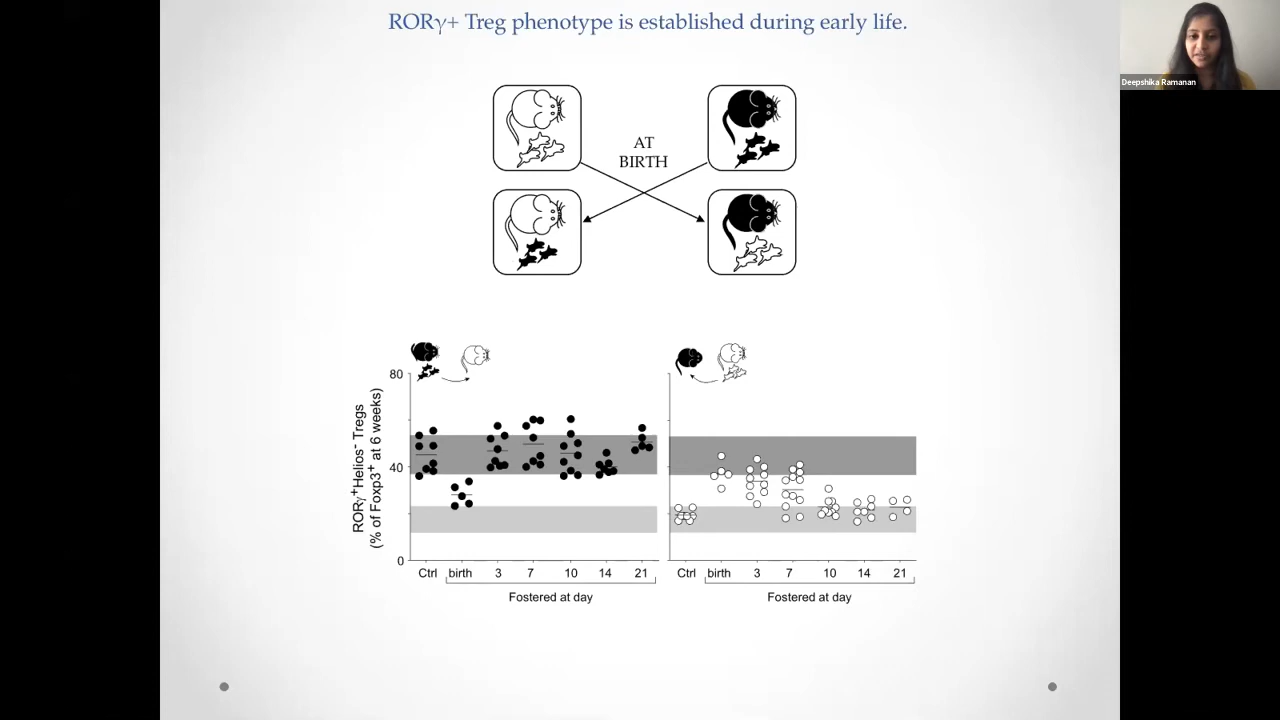 RORγ+ Treg phenotype is established during early life.
Deepshika Ramanan
AT
BIRTH
RORγ⁺Helios⁻ Tregs
(% of Foxp3⁺ at 6 weeks)
80
40
0
Ctrl birth 3 7 10 14 21
Fostered at day
Ctrl birth 3 7 10 14 21
Fostered at day